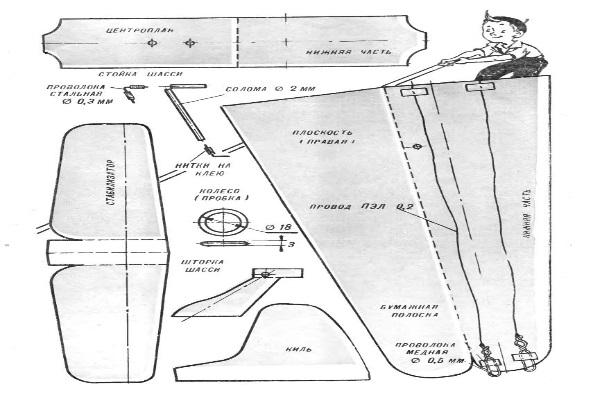 ЦЕНТРОПЛАН
НИЖНЯЯ ЧАСТЬ
СТОЙКА ШАССИ
ПРОВОЛОКА
СТАЛЬНАЯ
Ø 0,3 ММ
СОЛОМА Ø 2 ММ
НИТКИ НА
КЛЕЮ
СТАБИЛИЗАТОР
КОЛЕСО
(ПРОБКА)
Ø 18
3
ШТОРКА
ШАССИ
КИЛЬ
ПЛОСКОСТЬ
(ПРАВАЯ)
ПРОВОД ПЭЛ 0,2
НИЖНЯЯ ЧАСТЬ
БУМАЖНАЯ
ПОЛОСКА
ПРОВОЛОКА
МЕДНАЯ
Ø 0,5 ММ